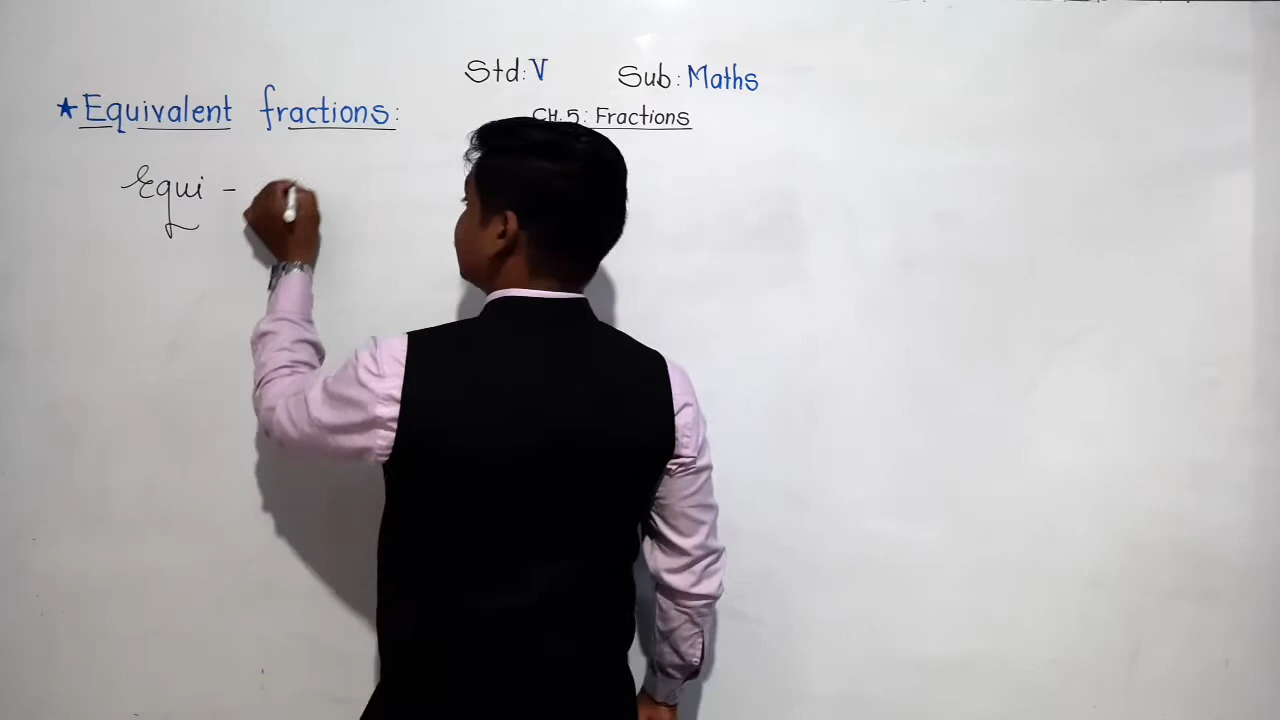 Std: V Sub: Maths
★ Equivalent fractions:
CH. 5: Fractions
Equi -